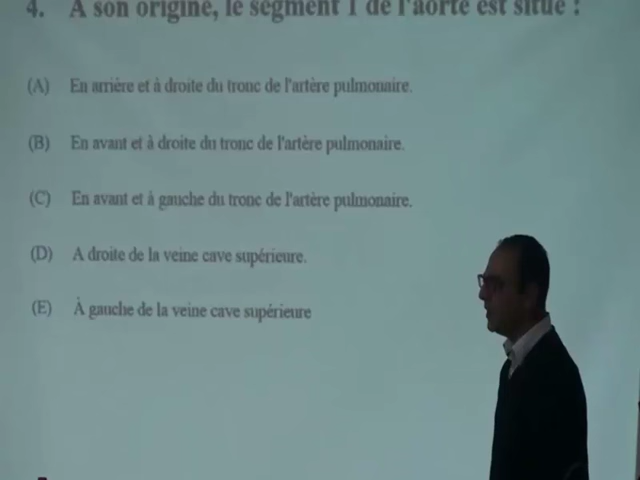 4. A son origine, le segment 1 de l'aorte est situé :
(A) En arrière et à droite du tronc de l'artère pulmonaire.
(B) En avant et à droite du tronc de l'artère pulmonaire.
(C) En avant et à gauche du tronc de l'artère pulmonaire.
(D) A droite de la veine cave supérieure.
(E) À gauche de la veine cave supérieure